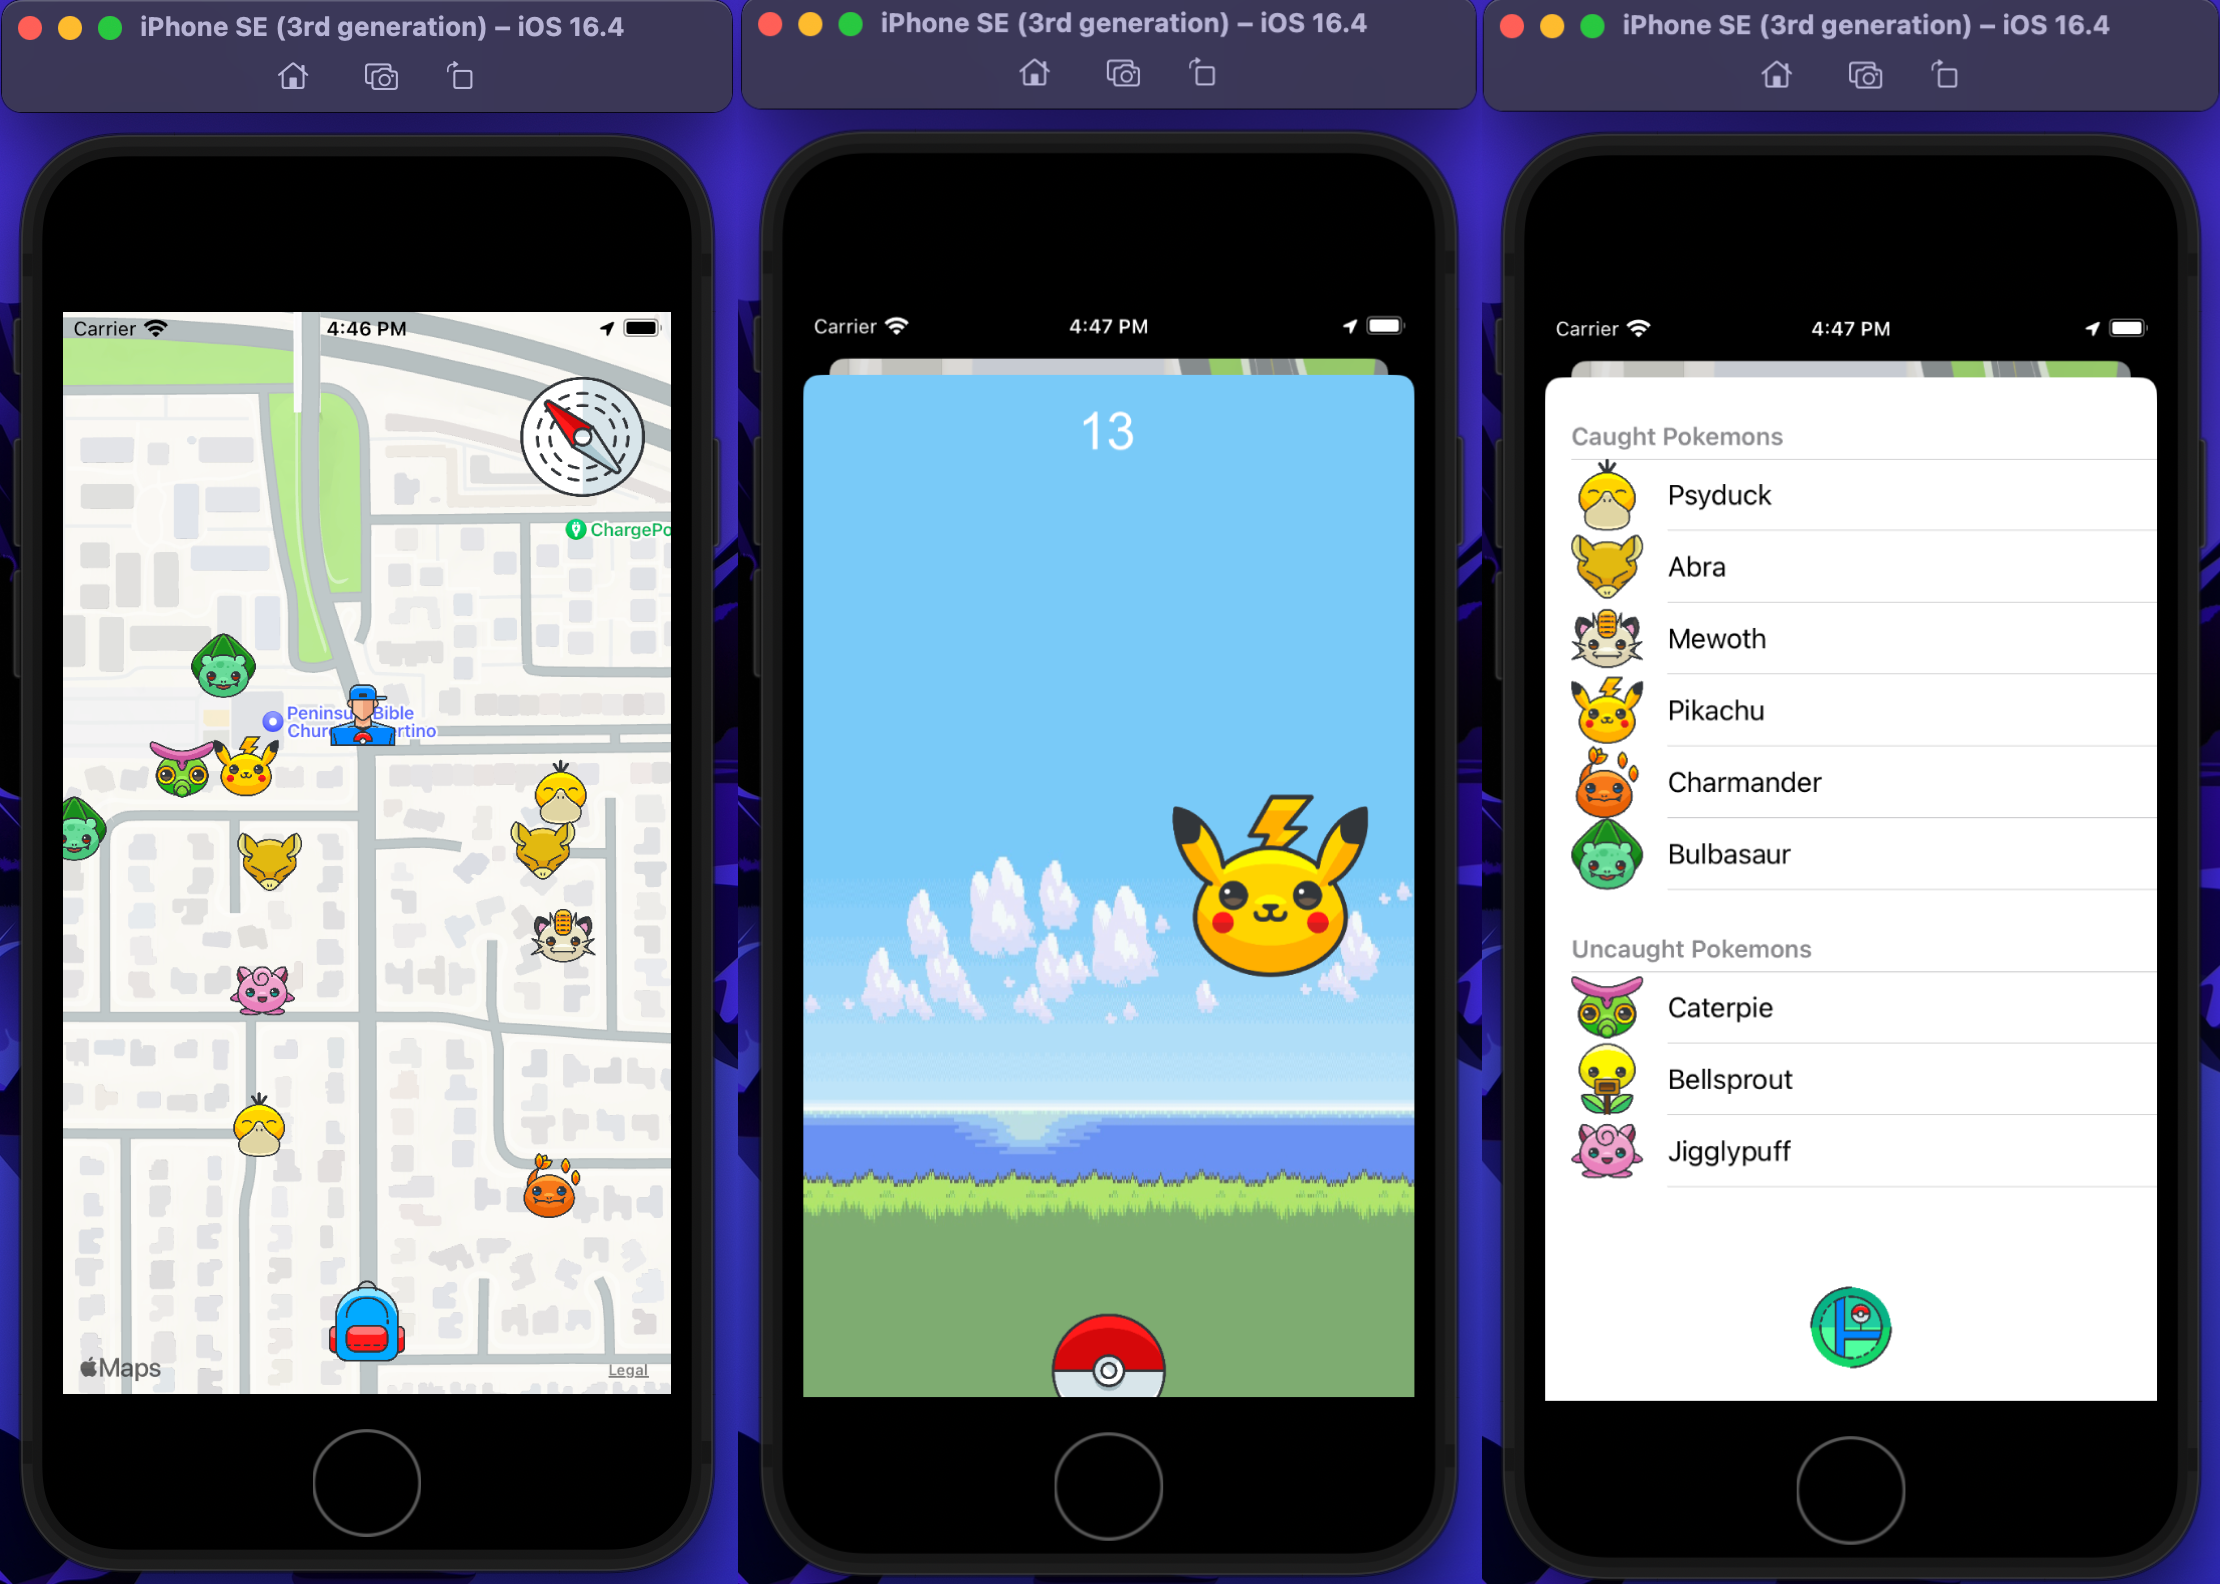 iPhone SE (3rd generation) – iOS 16.4
Carrier
4:46 PM
ChargePo
Peninsu Bible
Churc rtino
Maps
Legal
iPhone SE (3rd generation) – iOS 16.4
Carrier
4:47 PM
13
iPhone SE (3rd generation) – iOS 16.4
Carrier
4:47 PM
Caught Pokemons
Psyduck
Abra
Mewoth
Pikachu
Charmander
Bulbasaur
Uncaught Pokemons
Caterpie
Bellsprout
Jigglypuff